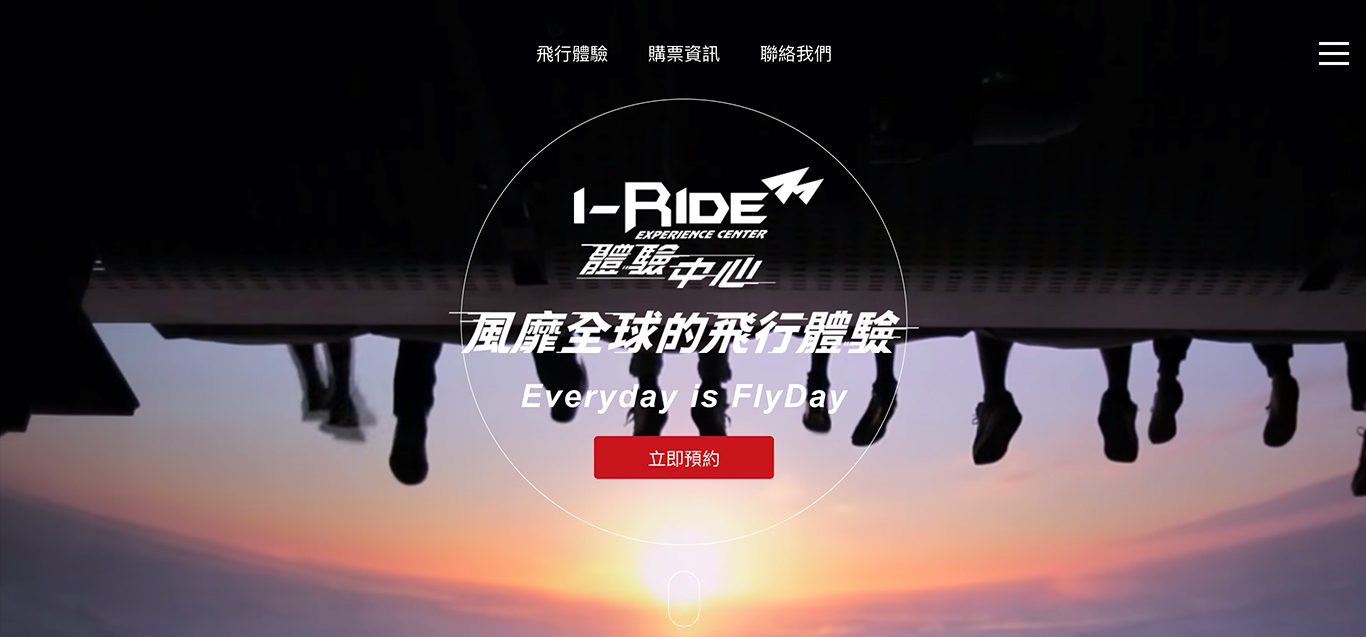 飛行體驗 購票資訊 聯絡我們
I-RIDE
EXPERIENCE CENTER
體驗中心
風靡全球的飛行體驗
Everyday is FlyDay
立即預約